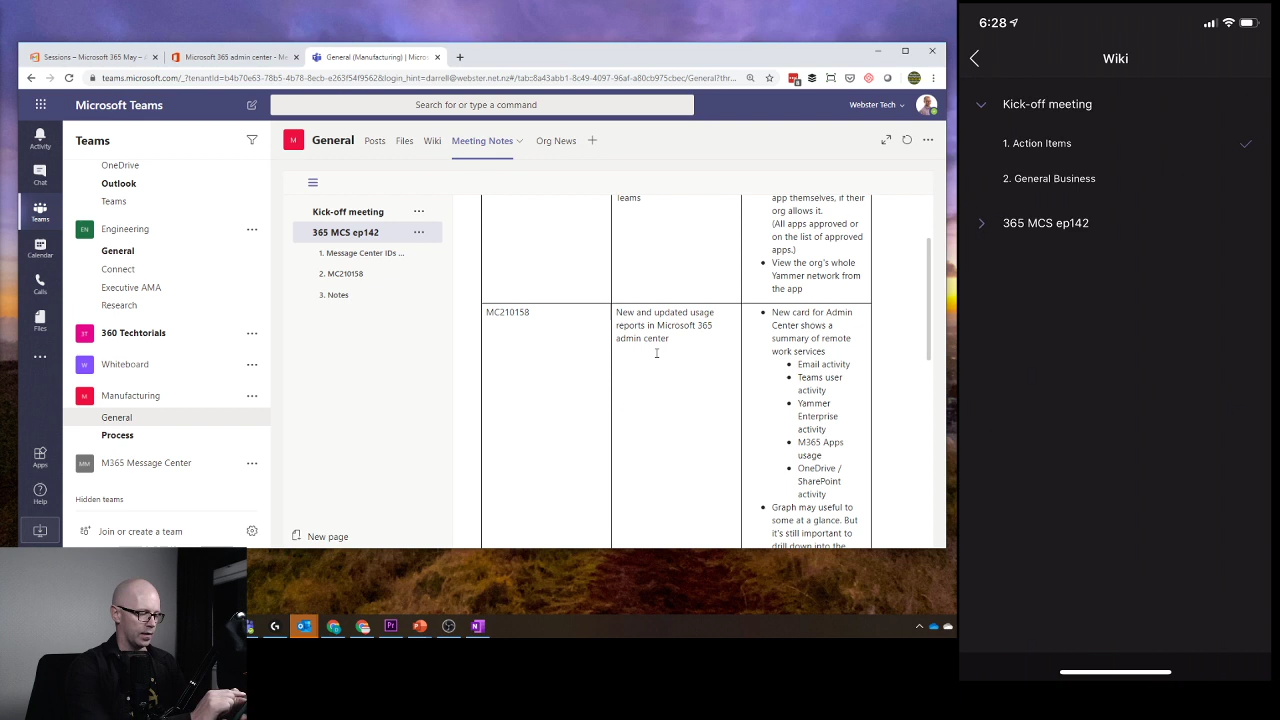 Sessions – Microsoft 365 May – 
Microsoft 365 admin center - Me
General (Manufacturing) | Micro
teams.microsoft.com/_?tenantId=b4b70e63-78b5-4b78-8ecb-e263f54f9562&login_hint=darrell@webster.net.nz#/tab::8a43abb1-8c49-4097-96af-a80cb975cbec/General?thr...
Microsoft Teams
Search for or type a command
Webster Tech
Activity
Chat
Teams
Calendar
Calls
Files
Apps
Help
Teams
OneDrive
Outlook
Teams
EN Engineering
General
Connect
Executive AMA
Research
3T 360 Techtorials
W Whiteboard
M Manufacturing
General
Process
MM M365 Message Center
Hidden teams
Join or create a team
M General Posts Files Wiki Meeting Notes Org News
Kick-off meeting
365 MCS ep142
1. Message Center IDs ...
2. MC210158
3. Notes
New page
Teams
app themselves, if their
org allows it.
(All apps approved or
on the list of approved
apps.)
View the org's whole
Yammer network from
the app
MC210158
New and updated usage
reports in Microsoft 365
admin center
New card for Admin
Center shows a
summary of remote
work services
Email activity
Teams user
activity
Yammer
Enterprise
activity
M365 Apps
usage
OneDrive /
SharePoint
activity
Graph may useful to
some at a glance. But
it's still important to
drill down into the
6:28
Wiki
Kick-off meeting
1. Action Items
2. General Business
365 MCS ep142